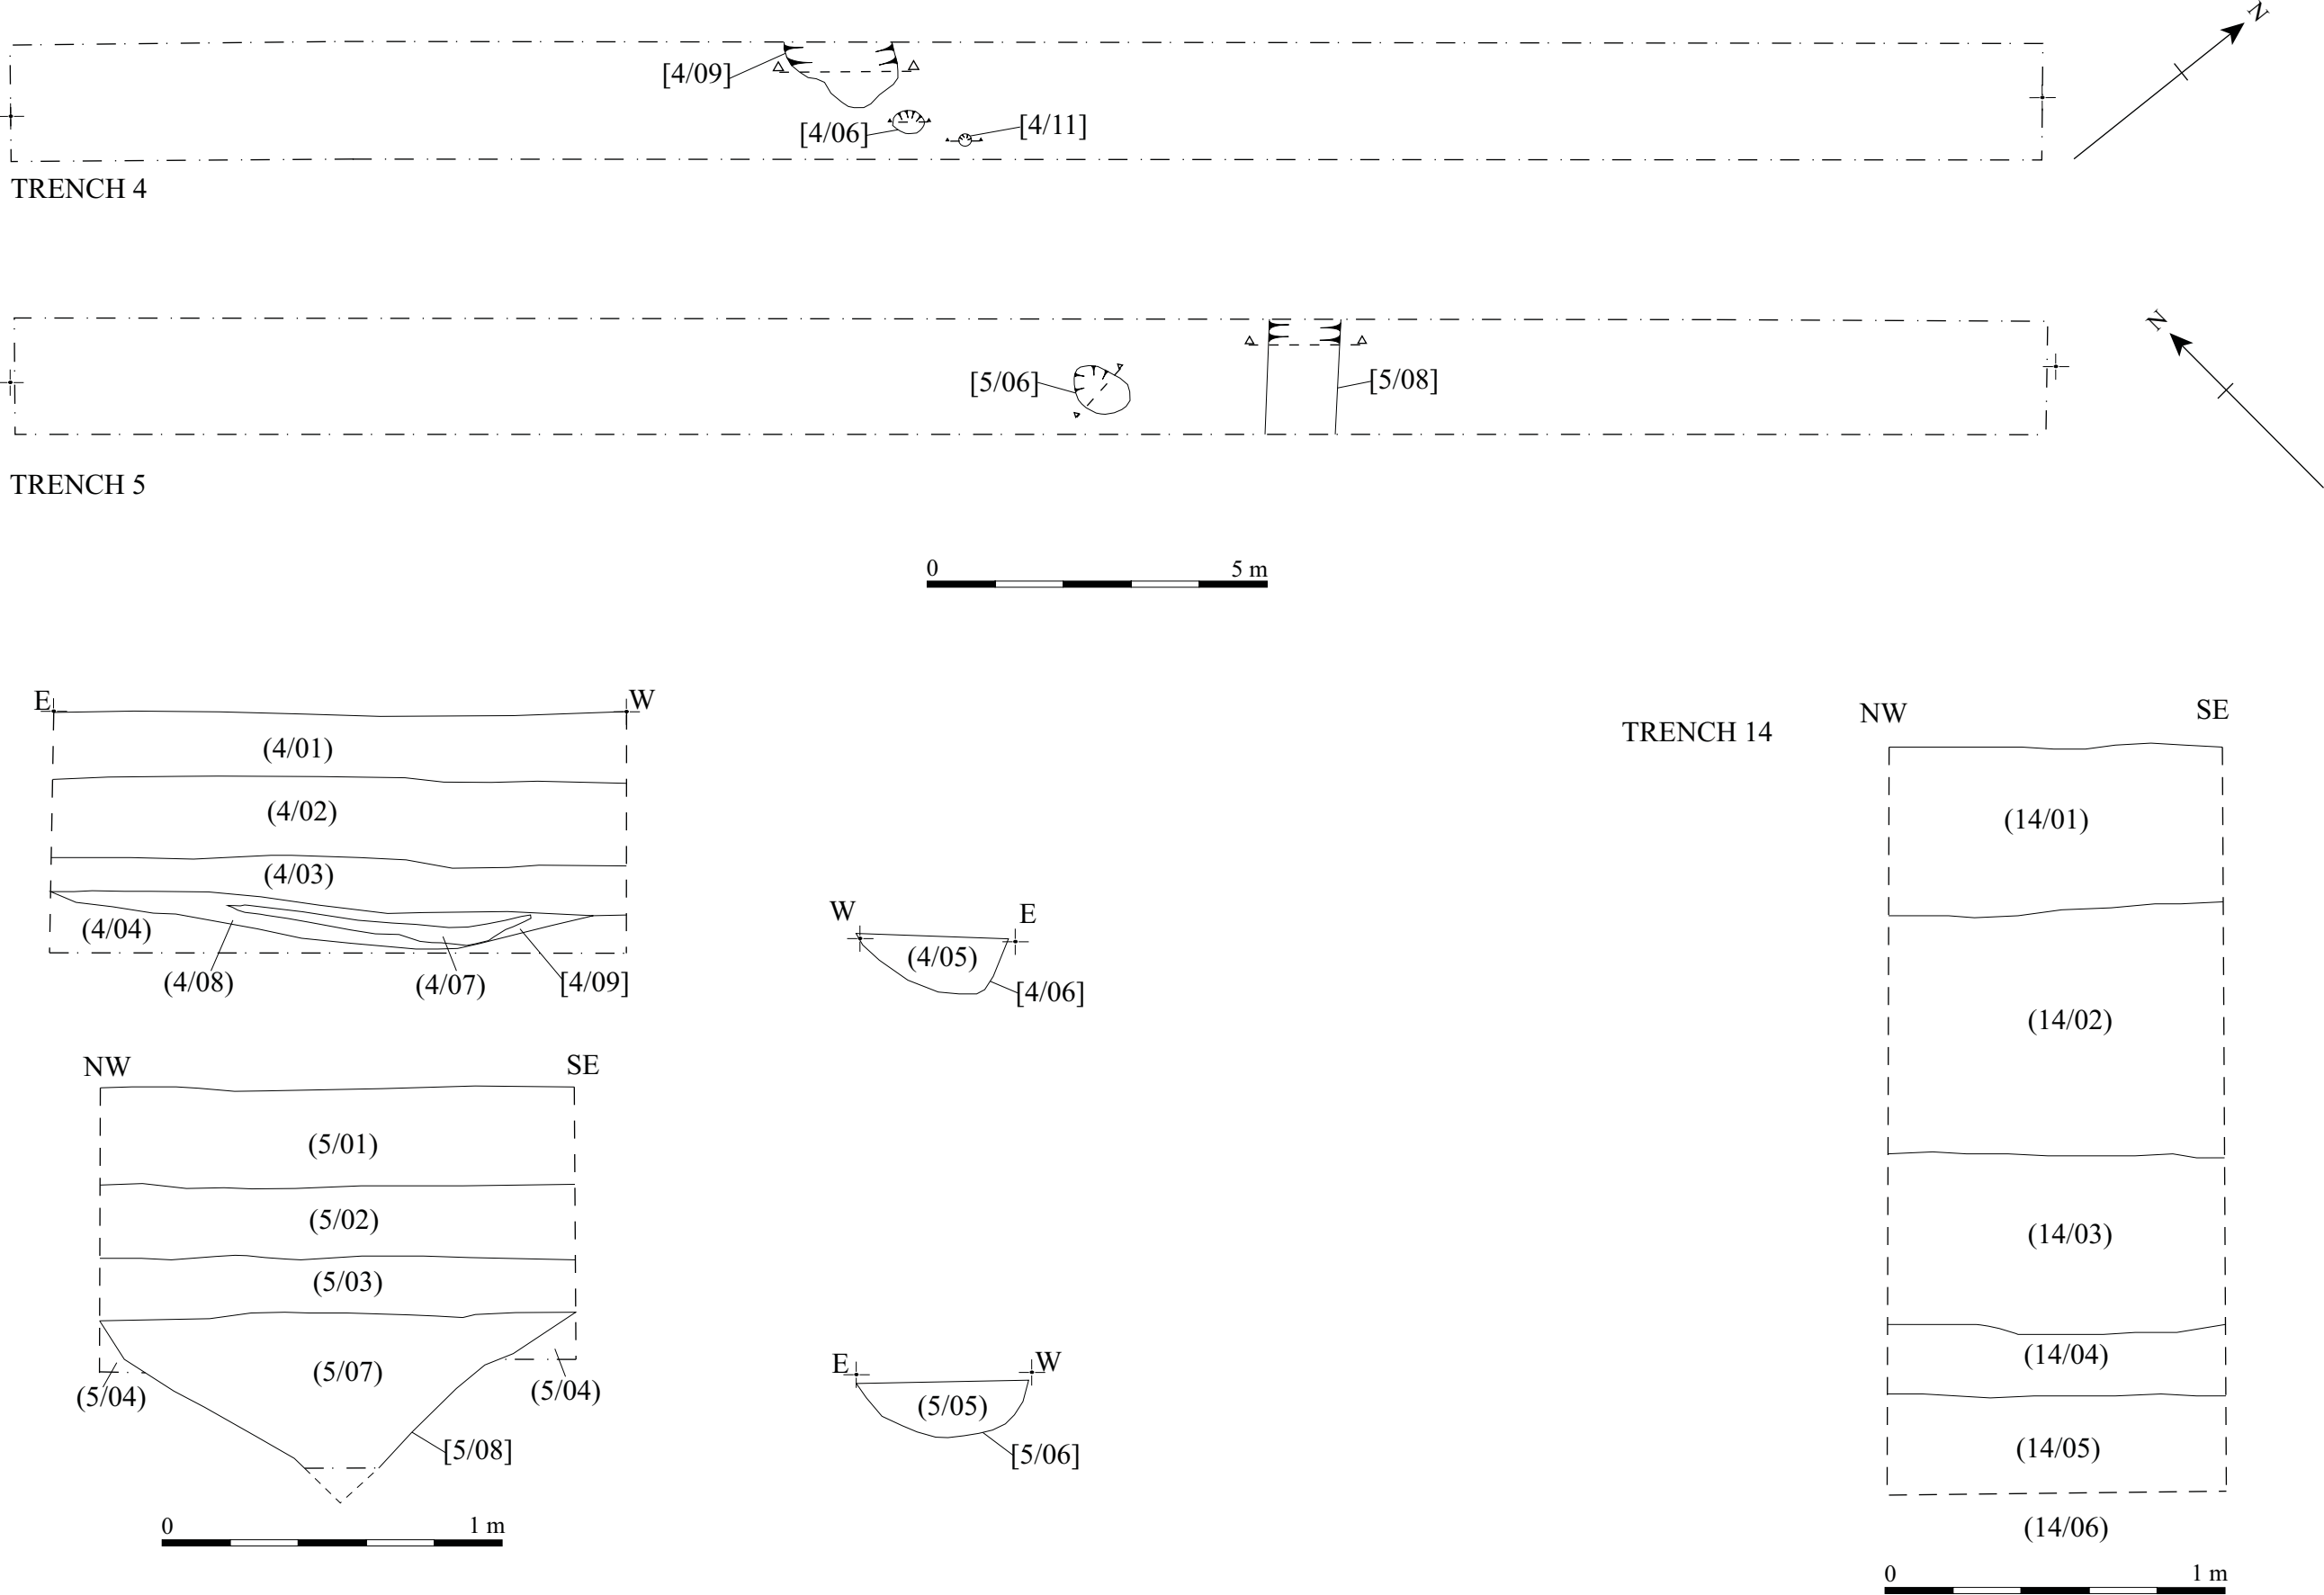 N
[4/09]
[4/06]
[4/11]
TRENCH 4
N
[5/06]
[5/08]
TRENCH 5
0 5 m
E W
(4/01)
(4/02)
(4/03)
(4/04)
(4/08)
(4/07)
[4/09]
W E
(4/05)
[4/06]
NW SE
(5/01)
(5/02)
(5/03)
(5/07)
(5/04)
(5/04)
[5/08]
0 1 m
E W
(5/05)
[5/06]
TRENCH 14
NW SE
(14/01)
(14/02)
(14/03)
(14/04)
(14/05)
(14/06)
0 1 m